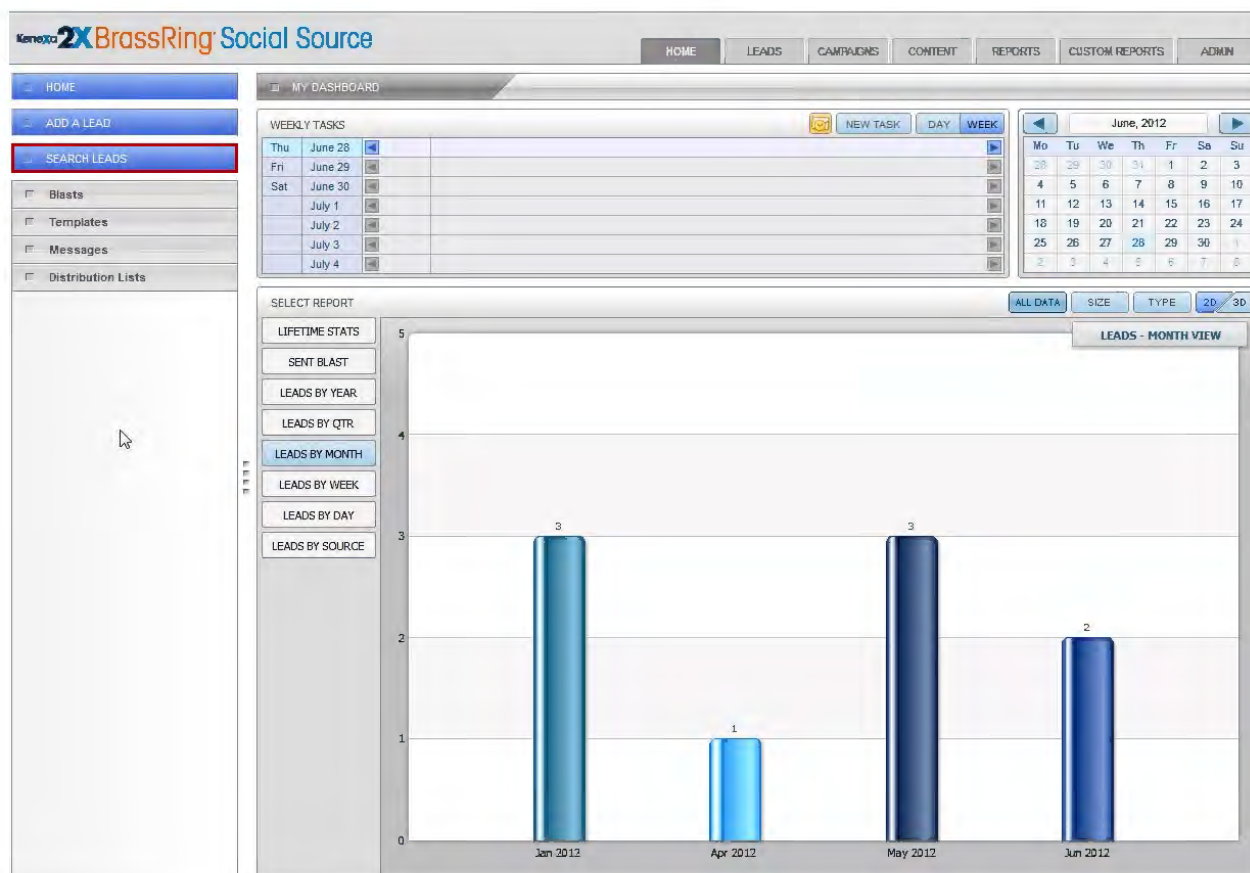 Kenexa 2X BrassRing Social Source
HOME LEADS CAMPAIGNS CONTENT REPORTS CUSTOM REPORTS ADMIN
HOME
ADD A LEAD
SEARCH LEADS
Blasts
Templates
Messages
Distribution Lists
MY DASHBOARD
WEEKLY TASKS NEW TASK DAY WEEK
Thu June 28
Fri June 29
Sat June 30
July 1
July 2
July 3
July 4
June, 2012
Mo Tu We Th Fr Sa Su
28 29 30 31 1 2 3
4 5 6 7 8 9 10
11 12 13 14 15 16 17
18 19 20 21 22 23 24
25 26 27 28 29 30 1
2 3 4 5 6 7 8
SELECT REPORT ALL DATA SIZE TYPE 2D 3D
LIFETIME STATS
SENT BLAST
LEADS BY YEAR
LEADS BY QTR
LEADS BY MONTH
LEADS BY WEEK
LEADS BY DAY
LEADS BY SOURCE
LEADS - MONTH VIEW
5
4
3
2
1
0
3
1
3
2
Jan 2012 Apr 2012 May 2012 Jun 2012